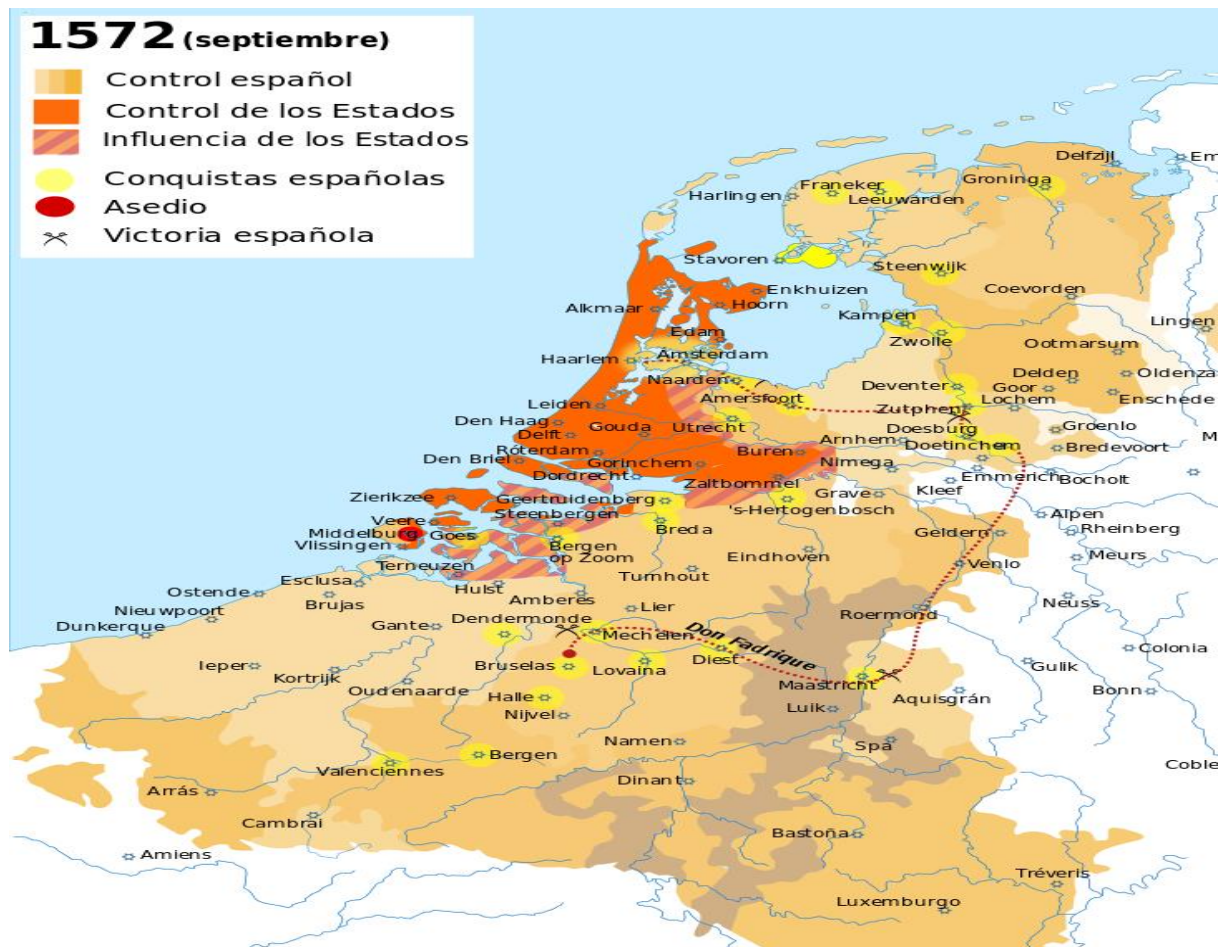 1572 (septiembre)
Control español
Control de los Estados
Influencia de los Estados
Conquistas españolas
Asedio
Victoria española
Delfzijl
Em
Groninga
Franeker
Harlingen
Leeuwarden
Stavoren
Steenwijk
Enkhuizen
Coevorden
Alkmaar
Hoorn
Kampen
Lingen
Edam
Zwolle
Ootmarsum
Haarlem
Amsterdam
Naarden
Deventer
Delden
Oldenza
Goor
Amersfoort
Enschede
Leiden
Zutphen
Lochem
Den Haag
Gouda
Utrecht
Doesburg
Groenlo
Delft
Arnhem
Doetinchem
M
Róterdam
Buren
Bredevoort
Den Briel
Gorinchem
Nimega
Emmerich
Dordrecht
Zaltbommel
Kleef
Bocholt
Zierikzee
Geertruidenberg
Grave
Steenbergen
's-Hertogenbosch
Alpen
Veere
Breda
Rheinberg
Middelburg
Goes
Geldern
Vlissingen
Bergen
op Zoom
Eindhoven
Meurs
Terneuzen
Venlo
Esclusa
Turnhout
Hulst
Ostende
Amberes
Neuss
Brujas
Nieuwpoort
Lier
Roermond
Dunkerque
Gante
Dendermonde
Mechelen
Don Fadrique
Colonia
Ieper
Bruselas
Lovaina
Diest
Gulik
Kortrijk
Maastricht
Oudenaarde
Halle
Aquisgrán
Bonn
Nijvel
Luik
Namen
Spa
Bergen
Valenciennes
Coble
Dinant
Arrás
Cambrai
Bastoña
Amiens
Tréveris
Luxemburgo